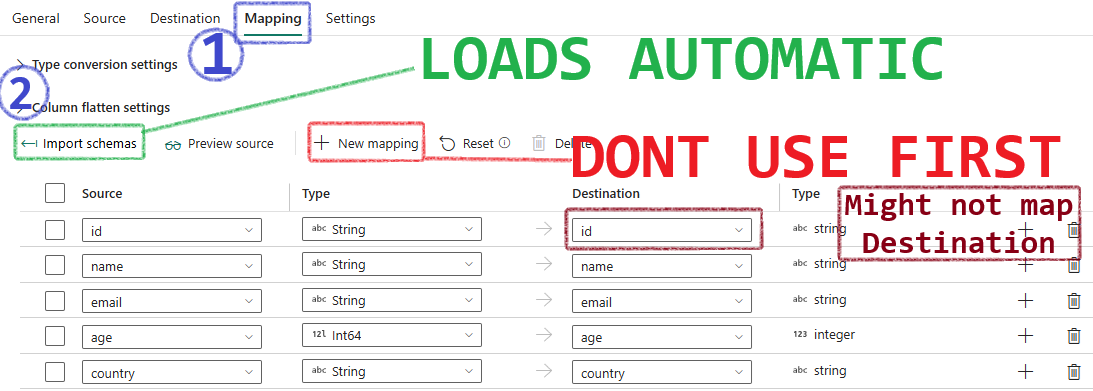 General Source Destination Mapping Settings
1
LOADS AUTOMATIC
Type conversion settings
2
Column flatten settings
Import schemas Preview source New mapping Reset Delete
DONT USE FIRST
Source Type Destination Type
Might not map
Destination
id abc String id abc string
name abc String name abc string
email abc String email abc string
age 12l Int64 age 123 integer
country abc String country abc string